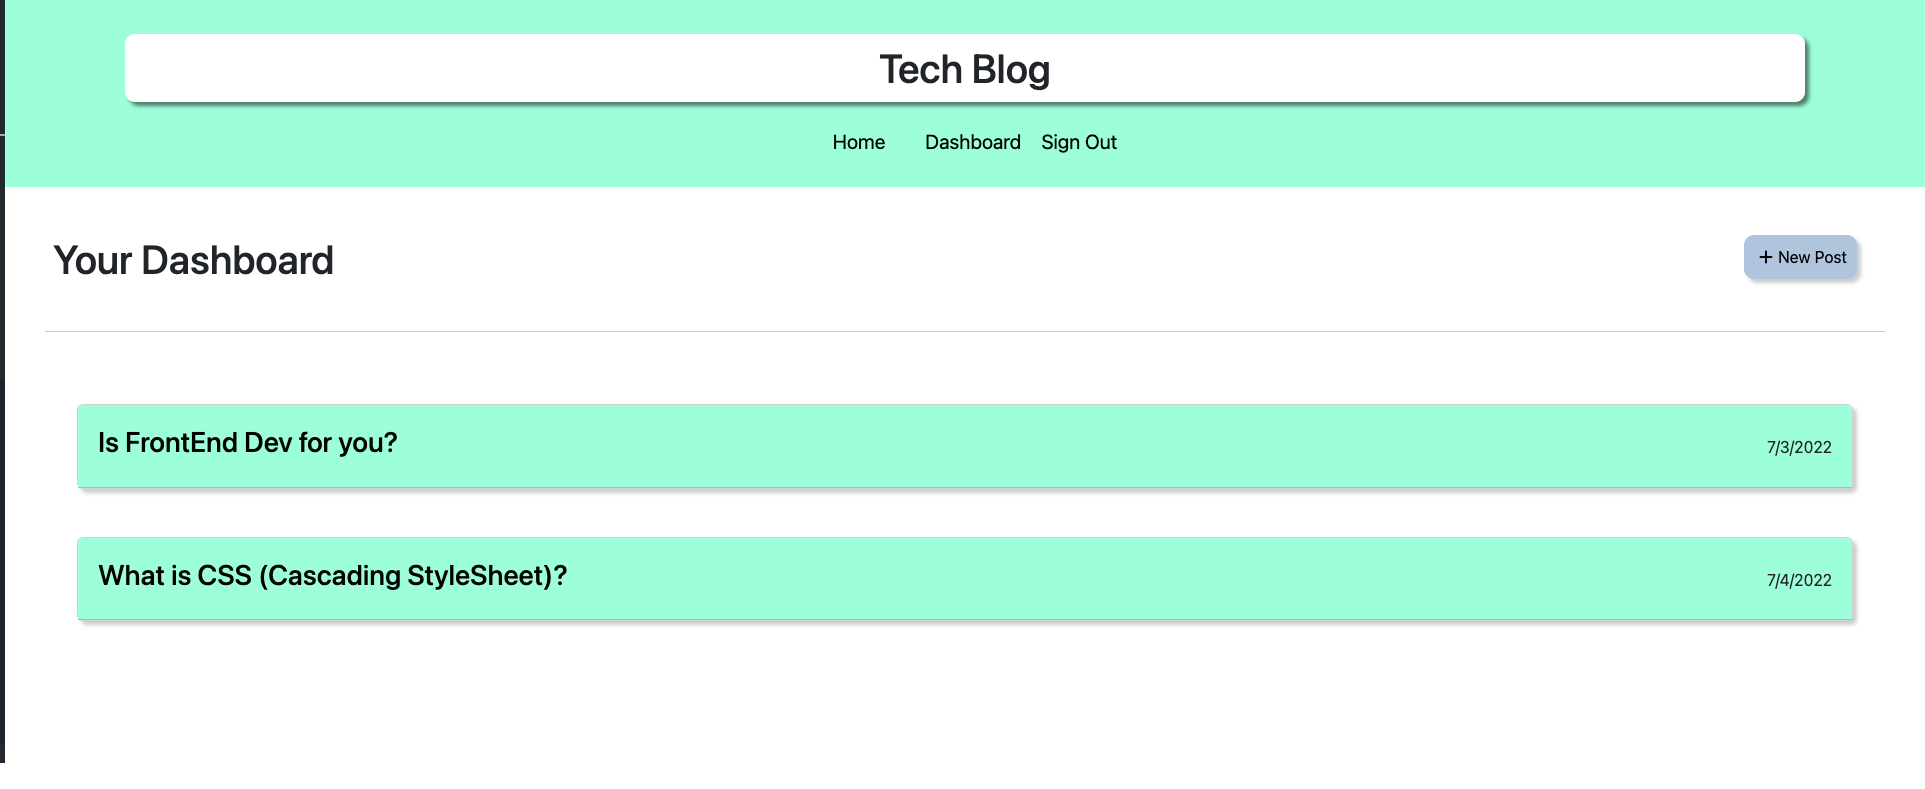 Tech Blog
Home Dashboard Sign Out
Your Dashboard
+ New Post
Is FrontEnd Dev for you?
7/3/2022
What is CSS (Cascading StyleSheet)?
7/4/2022